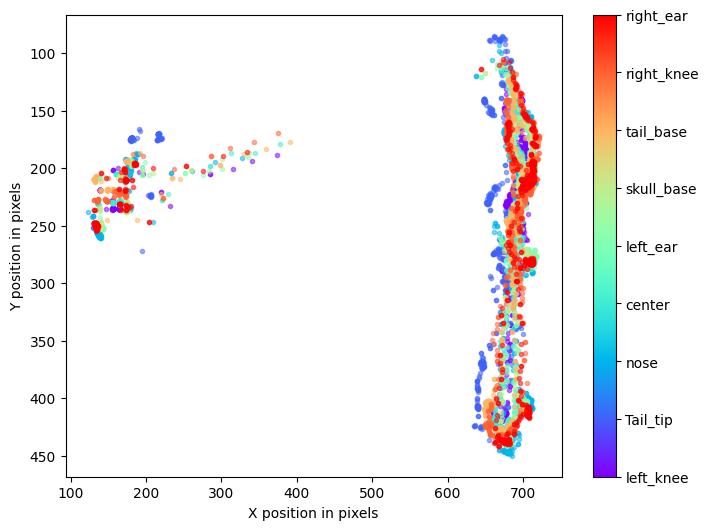 100
150
200
250
300
350
400
450
Y position in pixels
100 200 300 400 500 600 700
X position in pixels
right_ear
right_knee
tail_base
skull_base
left_ear
center
nose
Tail_tip
left_knee